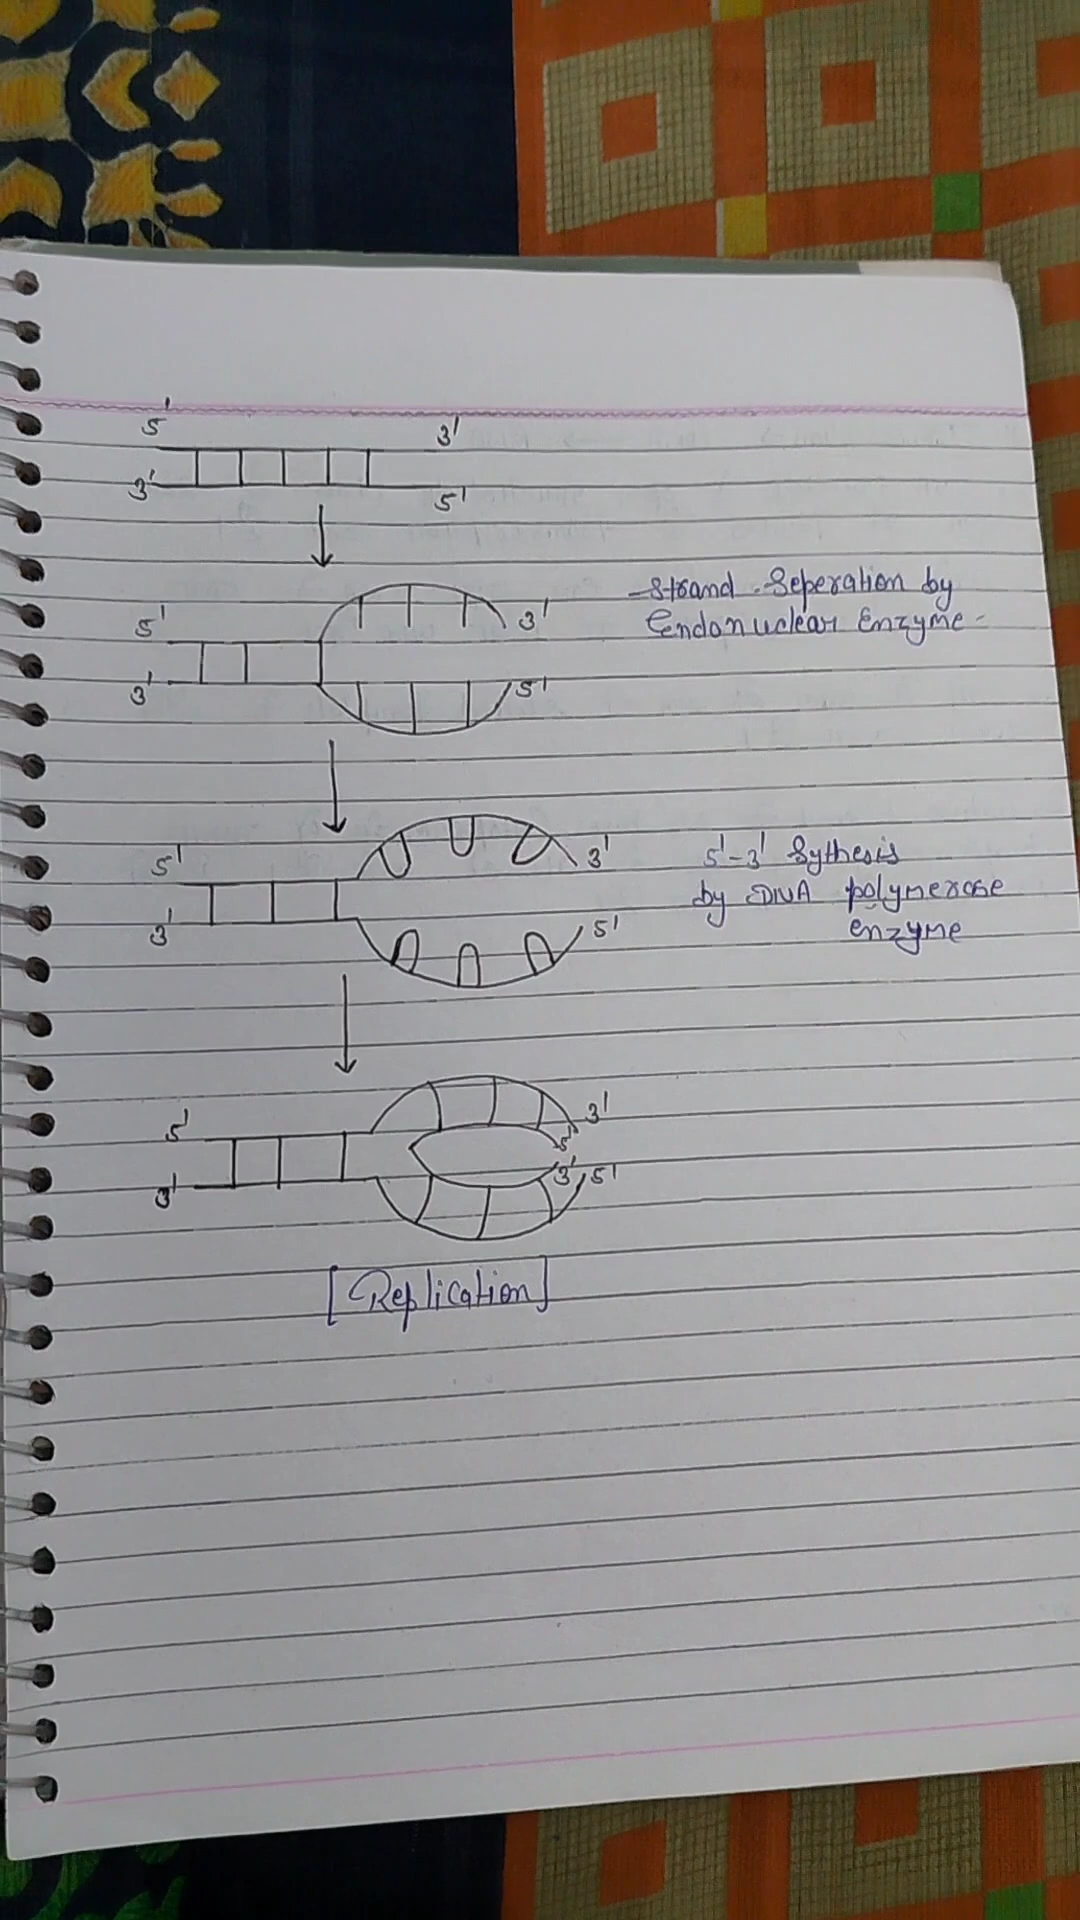 5' 3'
3' 5'
-Strand Seperation by
Endonuclear Enzyme-
5' 3'
3' 5'
5'-3' Sythesis
by DNA polymerase
enzyme
5' 3'
3 5'
5' 3'
5'
3' 3' 5'
[Replication]